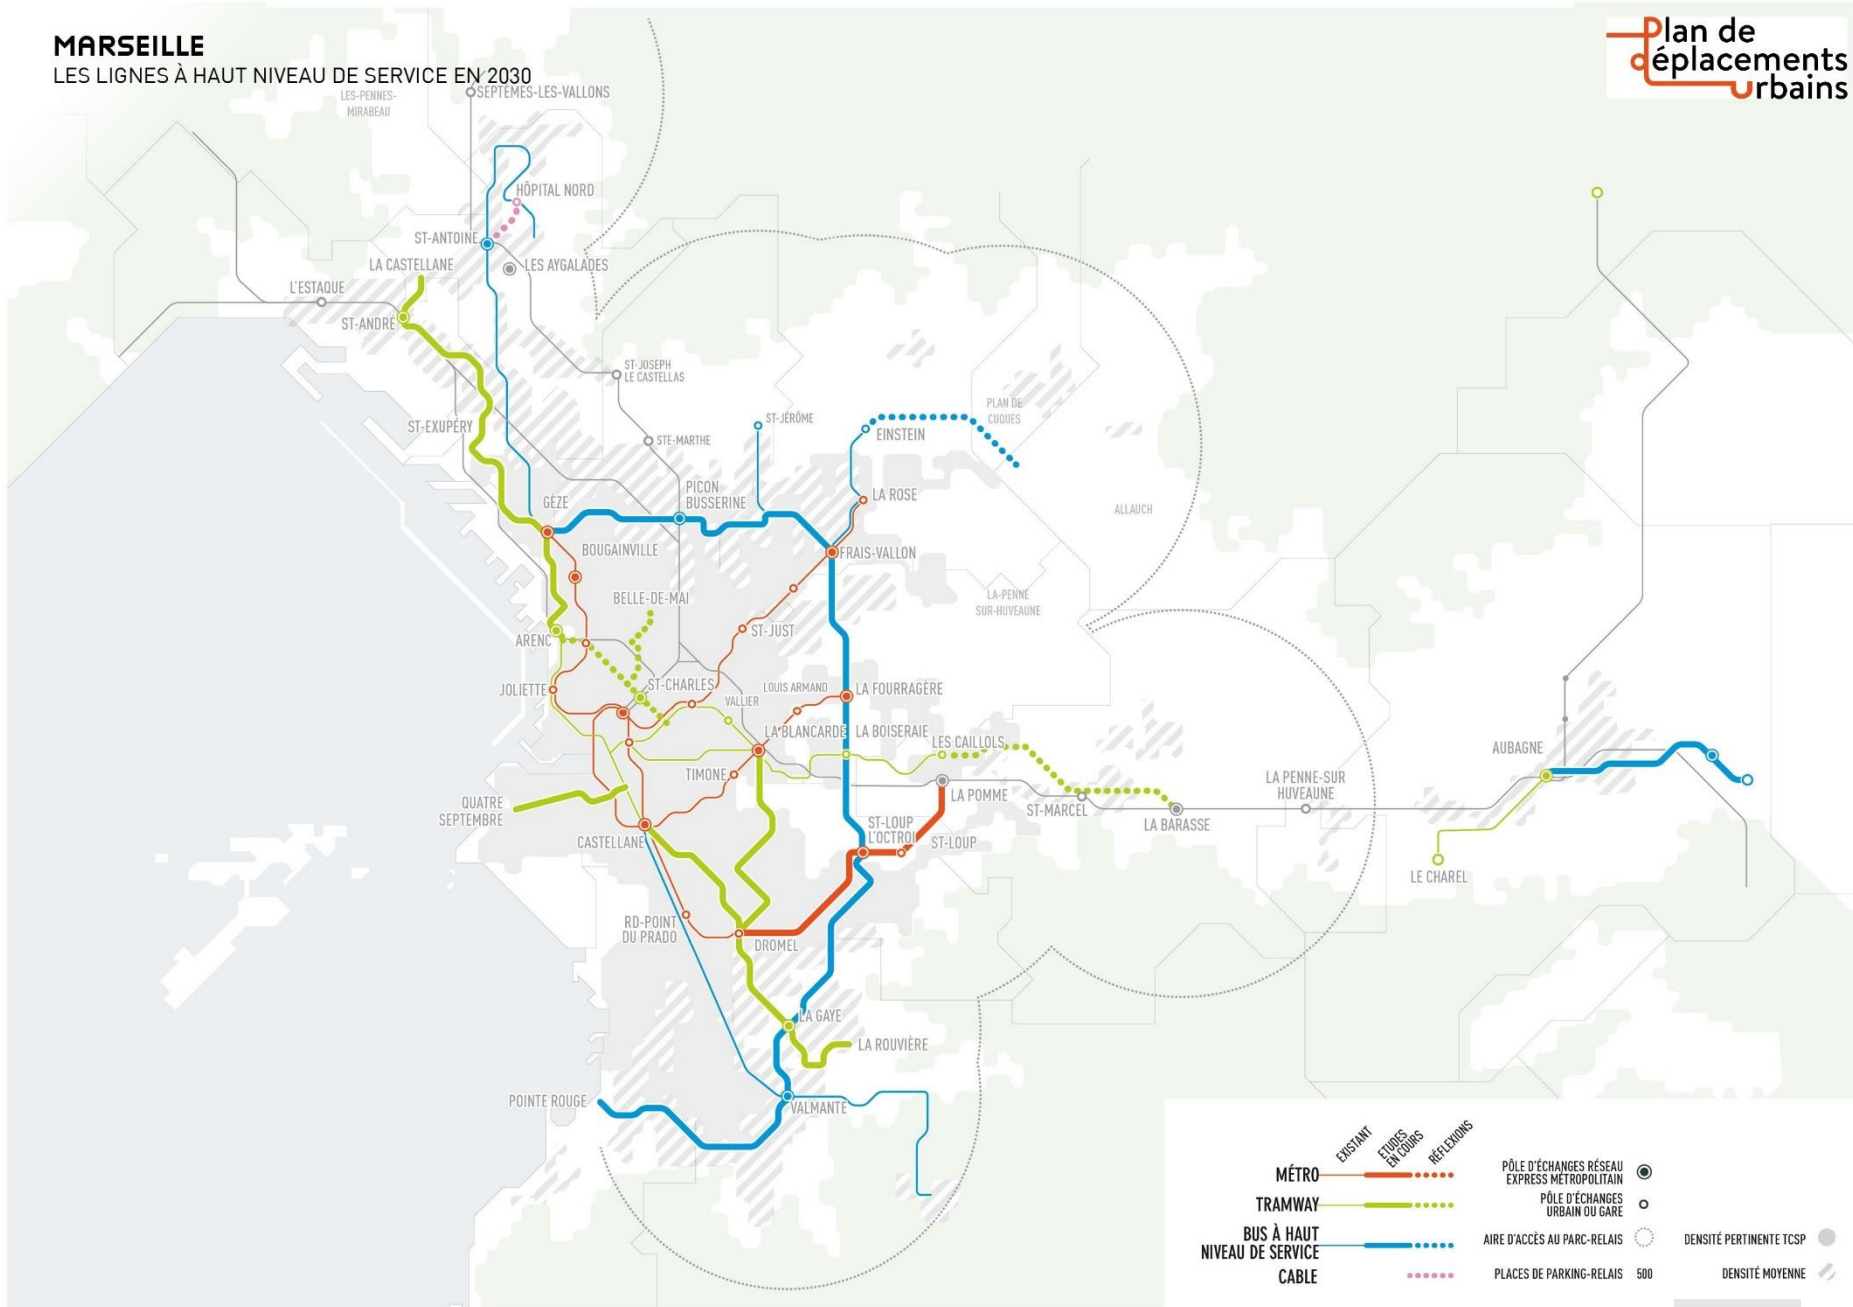 MARSEILLE
LES LIGNES À HAUT NIVEAU DE SERVICE EN 2030
Plan de
déplacements
urbains
LES-PENNES-
MIRABEAU
SEPTÈMES-LES-VALLONS
HÔPITAL NORD
ST-ANTOINE
LA CASTELLANE
LES AYGALADES
L'ESTAQUE
ST-ANDRÉ
ST-JOSEPH
LE CASTELLAS
ST-EXUPÉRY
STE-MARTHE
ST-JÉRÔME
EINSTEIN
PLAN DE
CUQUES
GÈZE
PICON
BUSSERINE
LA ROSE
ALLAUCH
BOUGAINVILLE
FRAIS-VALLON
BELLE-DE-MAI
LA-PENNE
SUR-HUVEAUNE
ARENC
ST-JUST
JOLIETTE
ST-CHARLES
VALLIER
LOUIS ARMAND
LA FOURRAGÈRE
LA BLANCARDE
LA BOISERAIE
LES CAILLOLS
AUBAGNE
TIMONE
LA POMME
LA PENNE-SUR
HUVEAUNE
QUATRE
SEPTEMBRE
ST-MARCEL
LA BARASSE
CASTELLANE
ST-LOUP
L'OCTROI
ST-LOUP
LE CHAREL
RD-POINT
DU PRADO
DROMEL
LA GAYE
LA ROUVIÈRE
POINTE ROUGE
VALMANTE
EXISTANT
ETUDES
EN COURS
RÉFLEXIONS
MÉTRO
TRAMWAY
BUS À HAUT
NIVEAU DE SERVICE
CABLE
PÔLE D'ÉCHANGES RÉSEAU
EXPRESS MÉTROPOLITAIN
PÔLE D'ÉCHANGES
URBAIN OU GARE
AIRE D'ACCÈS AU PARC-RELAIS
PLACES DE PARKING-RELAIS 500
DENSITÉ PERTINENTE TCSP
DENSITÉ MOYENNE